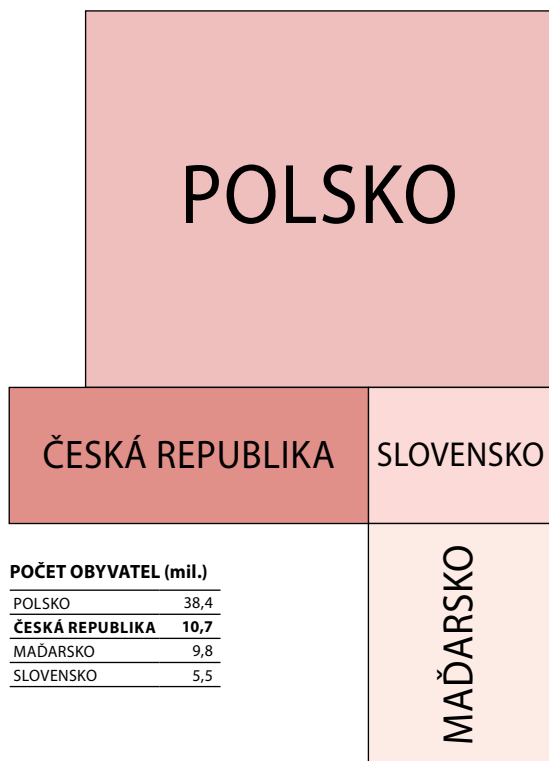 POLSKO
ČESKÁ REPUBLIKA
SLOVENSKO
MAĎARSKO
POČET OBYVATEL (mil.)
POLSKO 38,4
ČESKÁ REPUBLIKA 10,7
MAĎARSKO 9,8
SLOVENSKO 5,5